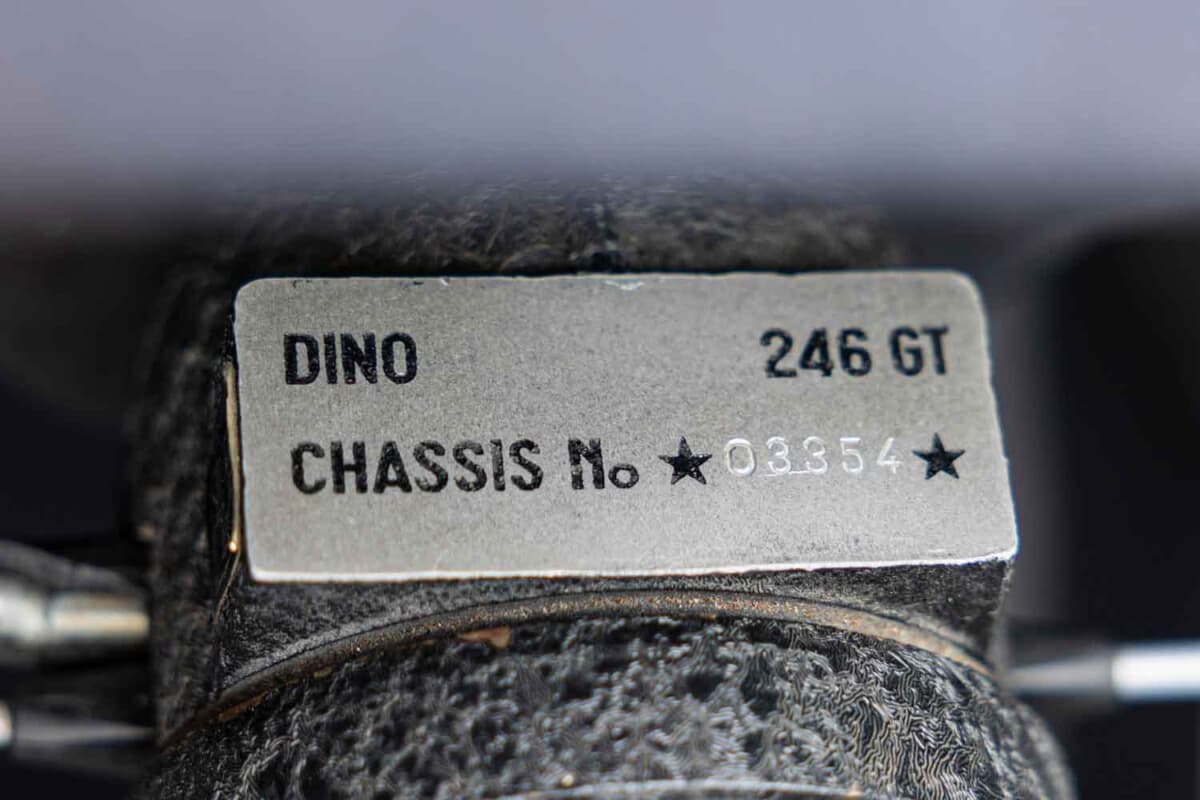 DINO 246 GT
CHASSIS No ★03354★